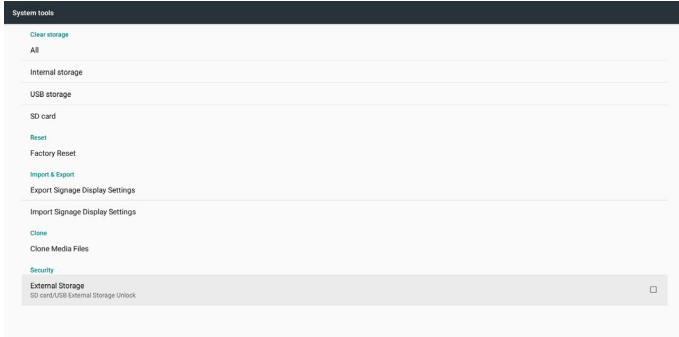 System tools
Clear storage
All
Internal storage
USB storage
SD card
Reset
Factory Reset
Import & Export
Export Signage Display Settings
Import Signage Display Settings
Clone
Clone Media Files
Security
External Storage
SD card/USB External Storage Unlock